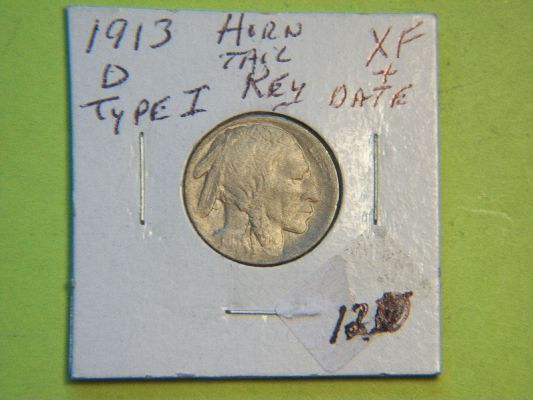 1913 HORN XF
D TAIL +
TYPE I KEY DATE
12